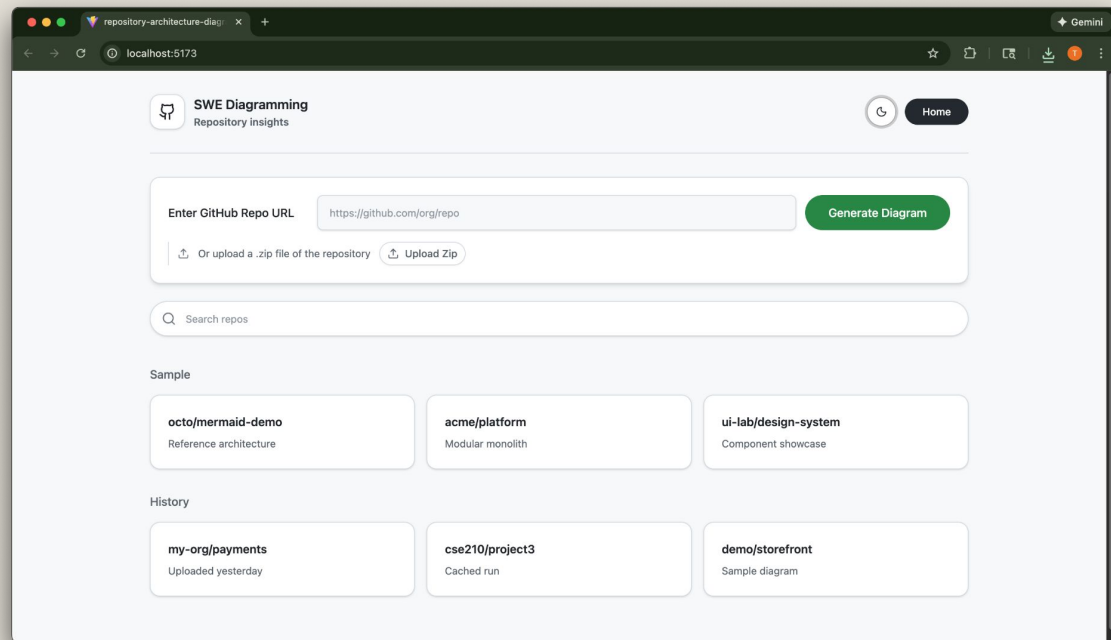 repository-architecture-diagr
Gemini
localhost:5173
T
SWE Diagramming
Repository insights
Home
Enter GitHub Repo URL
https://github.com/org/repo
Generate Diagram
Or upload a .zip file of the repository
Upload Zip
Search repos
Sample
octo/mermaid-demo
Reference architecture
acme/platform
Modular monolith
ui-lab/design-system
Component showcase
History
my-org/payments
Uploaded yesterday
cse210/project3
Cached run
demo/storefront
Sample diagram